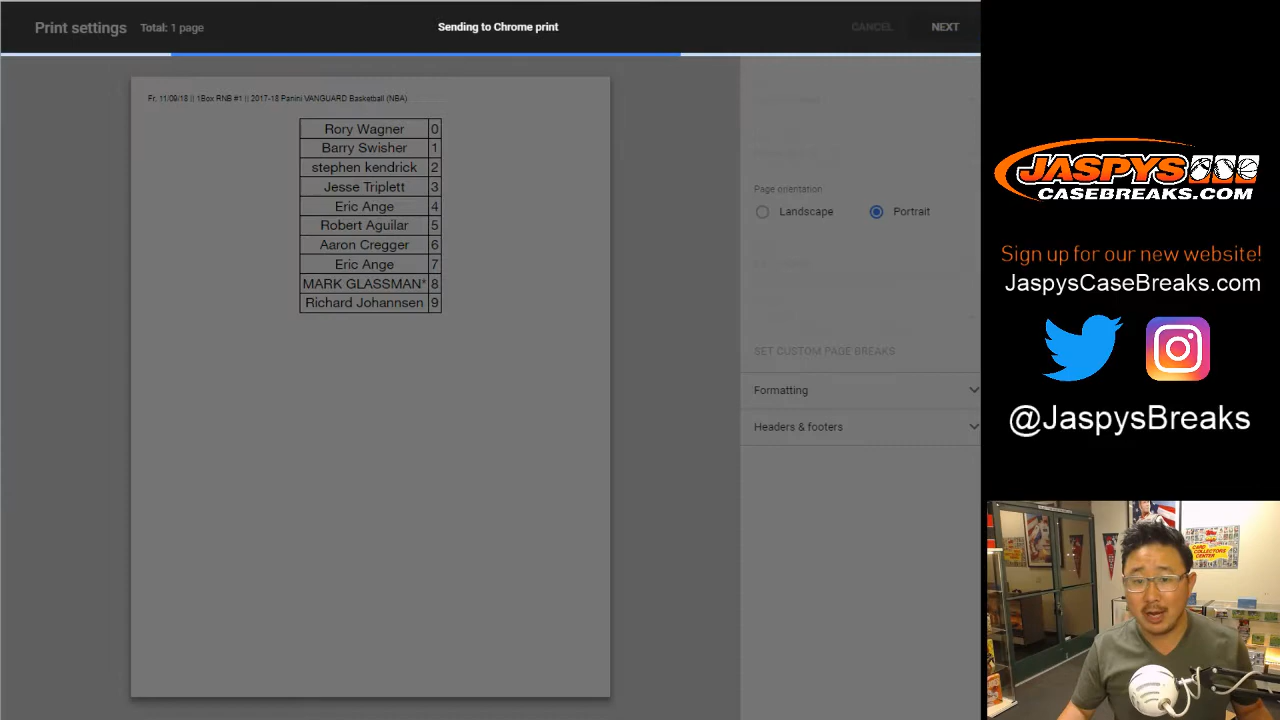 Print settings
Total: 1 page
Sending to Chrome print
CANCEL
NEXT
Fr. 11/09/18 || 1Box RNB #1 || 2017-18 Panini VANGUARD Basketball (NBA)
Rory Wagner 0
Barry Swisher 1
stephen kendrick 2
Jesse Triplett 3
Eric Ange 4
Robert Aguilar 5
Aaron Cregger 6
Eric Ange 7
MARK GLASSMAN* 8
Richard Johannsen 9
Page orientation
Landscape
Portrait
SET CUSTOM PAGE BREAKS
Formatting
Headers & footers
JASPYS
CASEBREAKS.COM
Sign up for our new website!
JaspysCaseBreaks.com
@JaspysBreaks